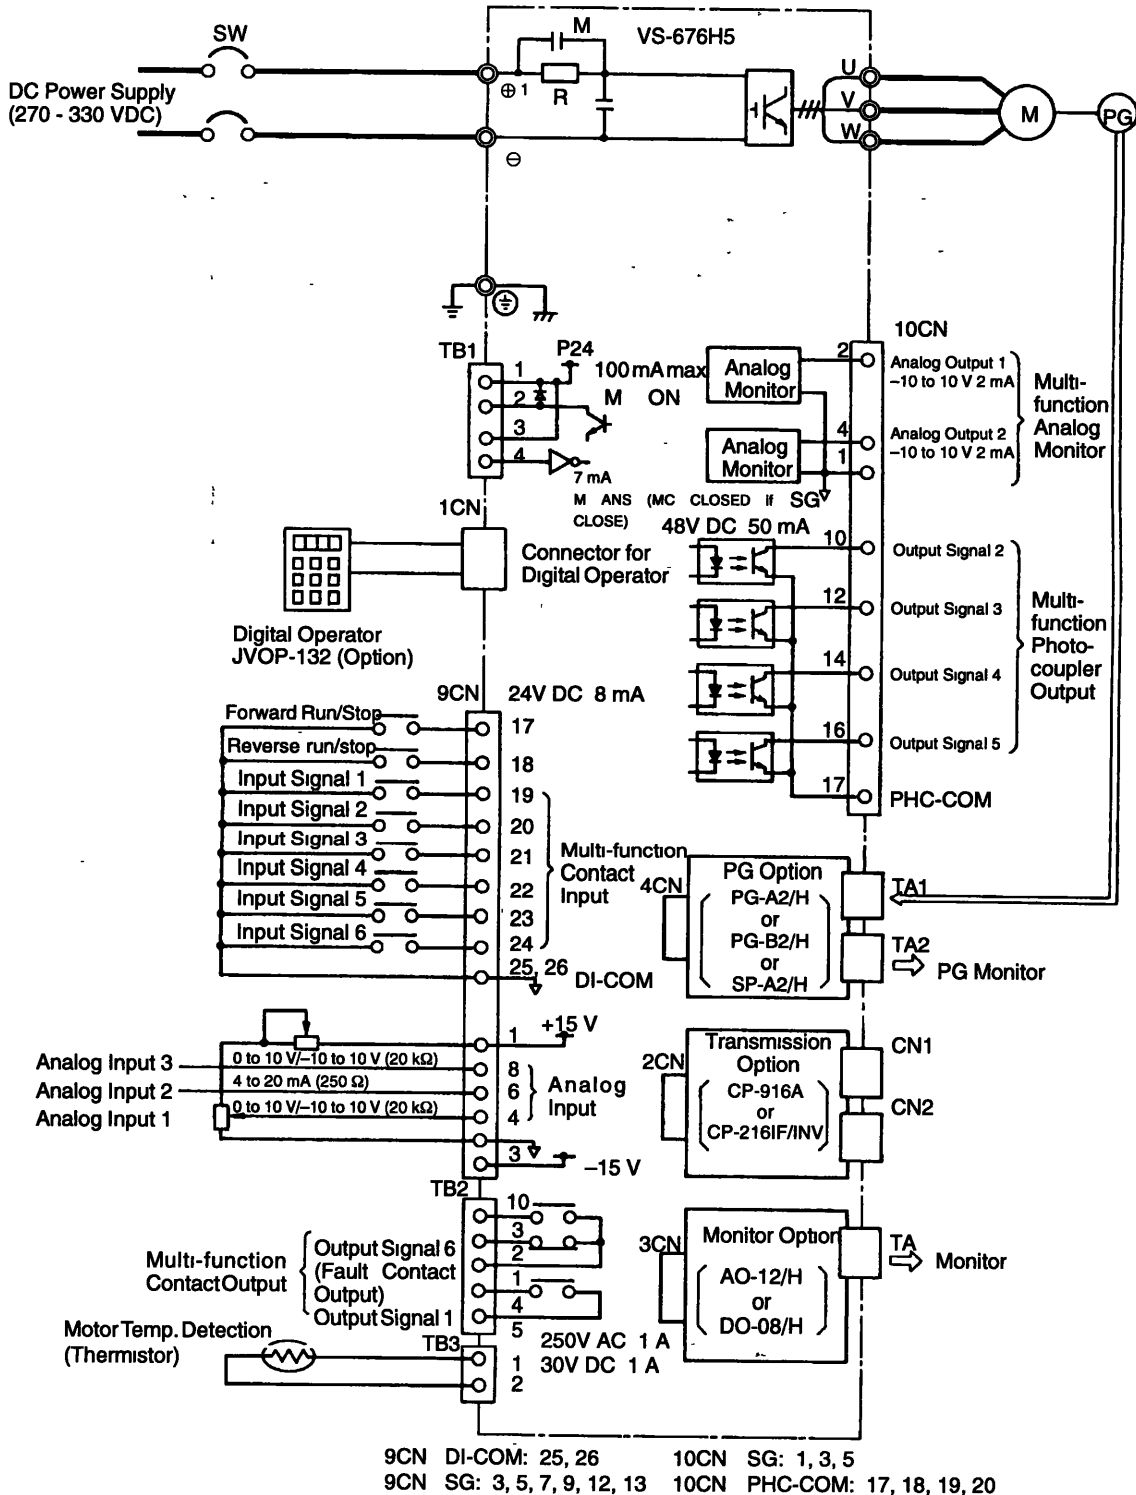 SW
M
VS-676H5
DC Power Supply
(270 - 330 VDC)
⊕ 1
R
⊖
U
V
W
M
PG
TB1
P24
1
2
3
4
100 mA max
M ON
7 mA
M ANS (MC CLOSED if
CLOSE)
SG
10CN
2
4
1
Analog
Monitor
Analog
Monitor
Analog Output 1
–10 to 10 V 2 mA
Analog Output 2
–10 to 10 V 2 mA
Multi-
function
Analog
Monitor
1CN
Connector for
Digital Operator
Digital Operator
JVOP-132 (Option)
48V DC 50 mA
10
12
14
16
17
Output Signal 2
Output Signal 3
Output Signal 4
Output Signal 5
PHC-COM
Multi-
function
Photo-
coupler
Output
9CN
24V DC 8 mA
Forward Run/Stop
Reverse run/stop
Input Signal 1
Input Signal 2
Input Signal 3
Input Signal 4
Input Signal 5
Input Signal 6
17
18
19
20
21
22
23
24
25, 26
DI-COM
Multi-function
Contact
Input
4CN
PG Option
PG-A2/H
or
PG-B2/H
or
SP-A2/H
TA1
TA2
PG Monitor
1
+15 V
Analog Input 3
0 to 10 V/–10 to 10 V (20 kΩ)
8
Analog Input 2
4 to 20 mA (250 Ω)
6
Analog Input 1
0 to 10 V/–10 to 10 V (20 kΩ)
4
Analog
Input
3
–15 V
2CN
Transmission
Option
CP-916A
or
CP-216IF/INV
CN1
CN2
TB2
10
3
2
1
4
5
Multi-function
Contact Output
Output Signal 6
(Fault Contact
Output)
Output Signal 1
250V AC 1 A
30V DC 1 A
3CN
Monitor Option
AO-12/H
or
DO-08/H
TA
Monitor
Motor Temp. Detection
(Thermistor)
TB3
1
2
9CN DI-COM: 25, 26 10CN SG: 1, 3, 5
9CN SG: 3, 5, 7, 9, 12, 13 10CN PHC-COM: 17, 18, 19, 20